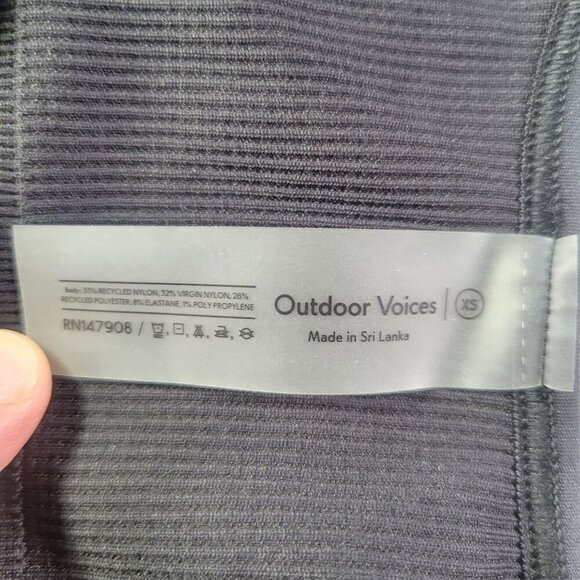 Body: 33% RECYCLED NYLON, 32% VIRGIN NYLON, 26%
RECYCLED POLYESTER, 8% ELASTANE, 1% POLY PROPYLENE
RN147908 /
Outdoor Voices | XS
Made in Sri Lanka